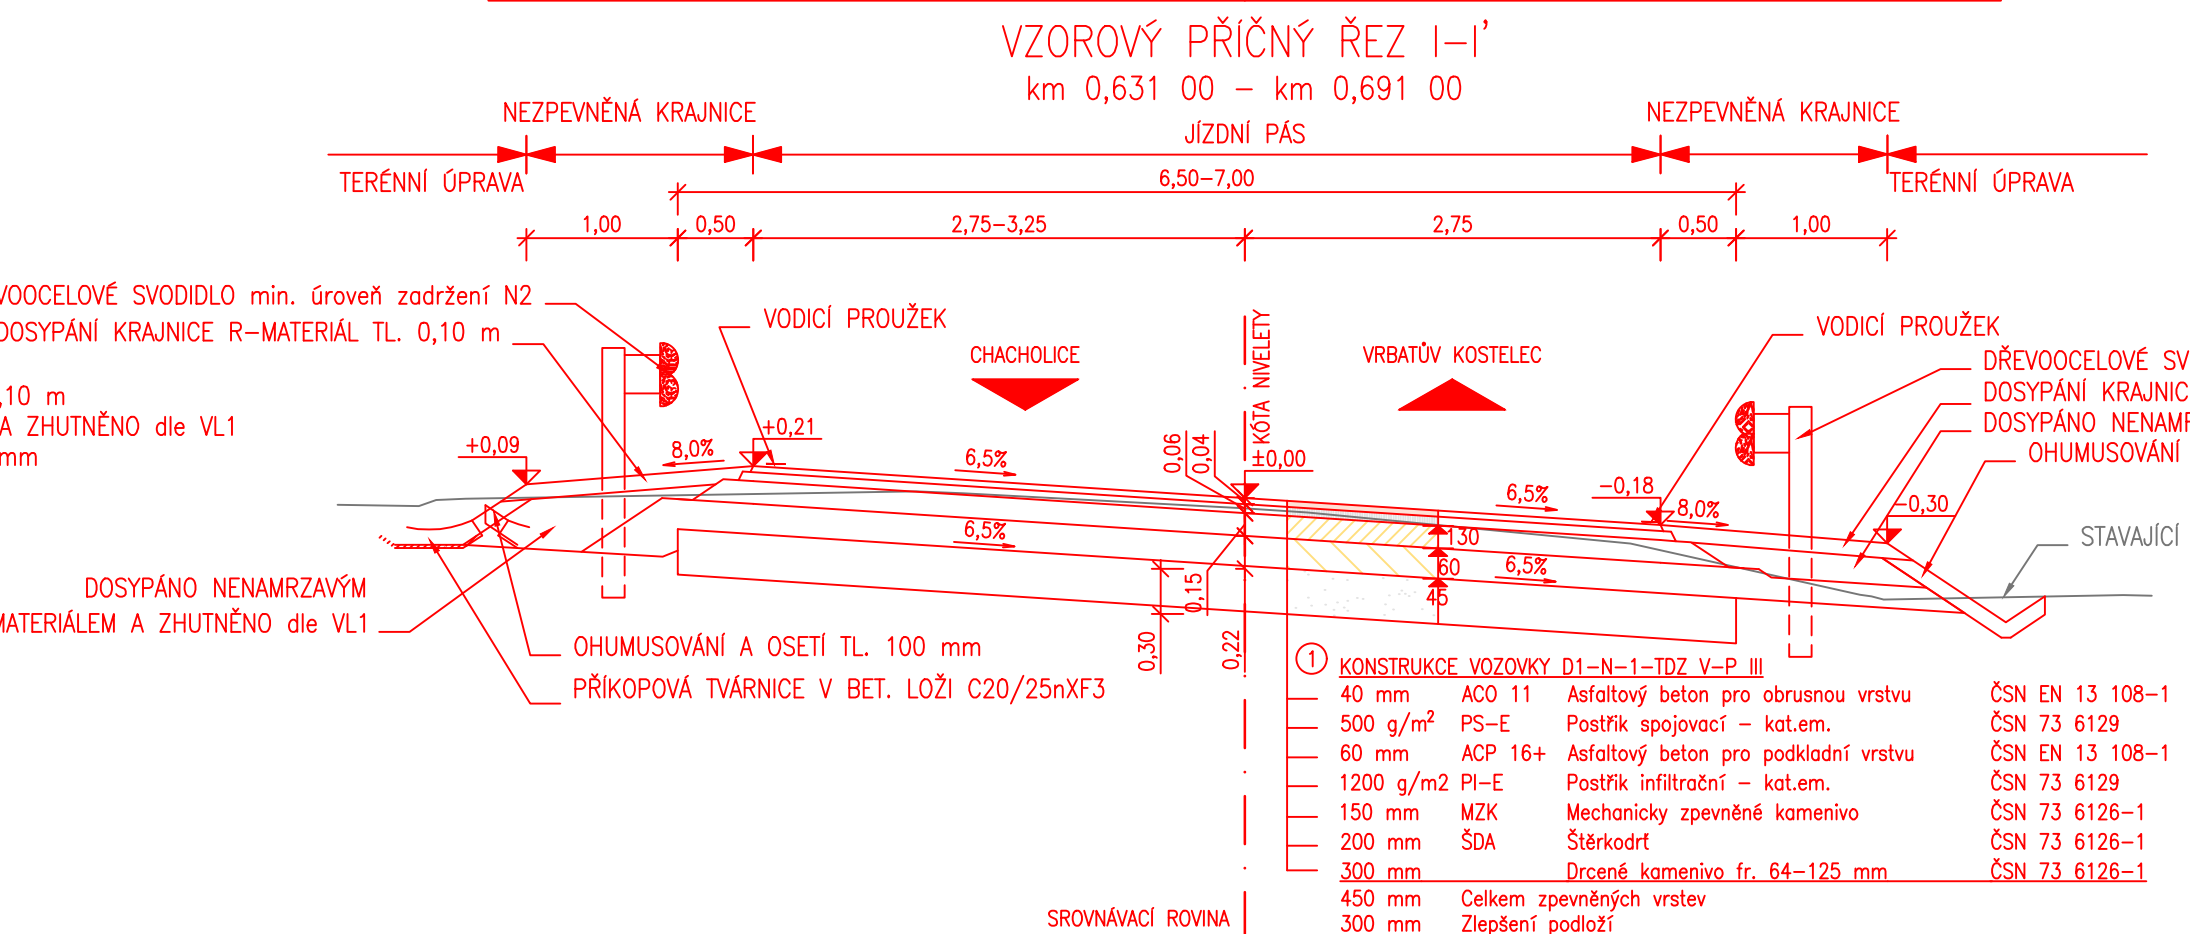 VZOROVÝ PŘÍČNÝ ŘEZ I–I'
km 0,631 00 – km 0,691 00
NEZPEVNĚNÁ KRAJNICE
NEZPEVNĚNÁ KRAJNICE
JÍZDNÍ PÁS
TERÉNNÍ ÚPRAVA
6,50–7,00
TERÉNNÍ ÚPRAVA
1,00
0,50
2,75–3,25
2,75
0,50
1,00
VOOCELOVÉ SVODIDLO min. úroveň zadržení N2
DOSYPÁNÍ KRAJNICE R–MATERIÁL TL. 0,10 m
VODICÍ PROUŽEK
KÓTA NIVELETY
VODICÍ PROUŽEK
CHACHOLICE
VRBATŮV KOSTELEC
DŘEVOOCELOVÉ SV
DOSYPÁNÍ KRAJNIC
DOSYPÁNO NENAMR
OHUMUSOVÁNÍ
,10 m
A ZHUTNĚNO dle VL1
mm
+0,09
8,0%
+0,21
6,5%
0,06
0,04
±0,00
6,5%
–0,18
8,0%
–0,30
STAVAJÍCÍ
6,5%
130
60
45
6,5%
0,15
0,30
0,22
DOSYPÁNO NENAMRZAVÝM
MATERIÁLEM A ZHUTNĚNO dle VL1
OHUMUSOVÁNÍ A OSETÍ TL. 100 mm
PŘÍKOPOVÁ TVÁRNICE V BET. LOŽI C20/25nXF3
1 KONSTRUKCE VOZOVKY D1–N–1–TDZ V–P III
40 mm ACO 11 Asfaltový beton pro obrusnou vrstvu ČSN EN 13 108–1
500 g/m² PS–E Postřik spojovací – kat.em. ČSN 73 6129
60 mm ACP 16+ Asfaltový beton pro podkladní vrstvu ČSN EN 13 108–1
1200 g/m2 PI–E Postřik infiltrační – kat.em. ČSN 73 6129
150 mm MZK Mechanicky zpevněné kamenivo ČSN 73 6126–1
200 mm ŠDA Štěrkodrť ČSN 73 6126–1
300 mm Drcené kamenivo fr. 64–125 mm ČSN 73 6126–1
450 mm Celkem zpevněných vrstev
300 mm Zlepšení podloží
SROVNÁVACÍ ROVINA